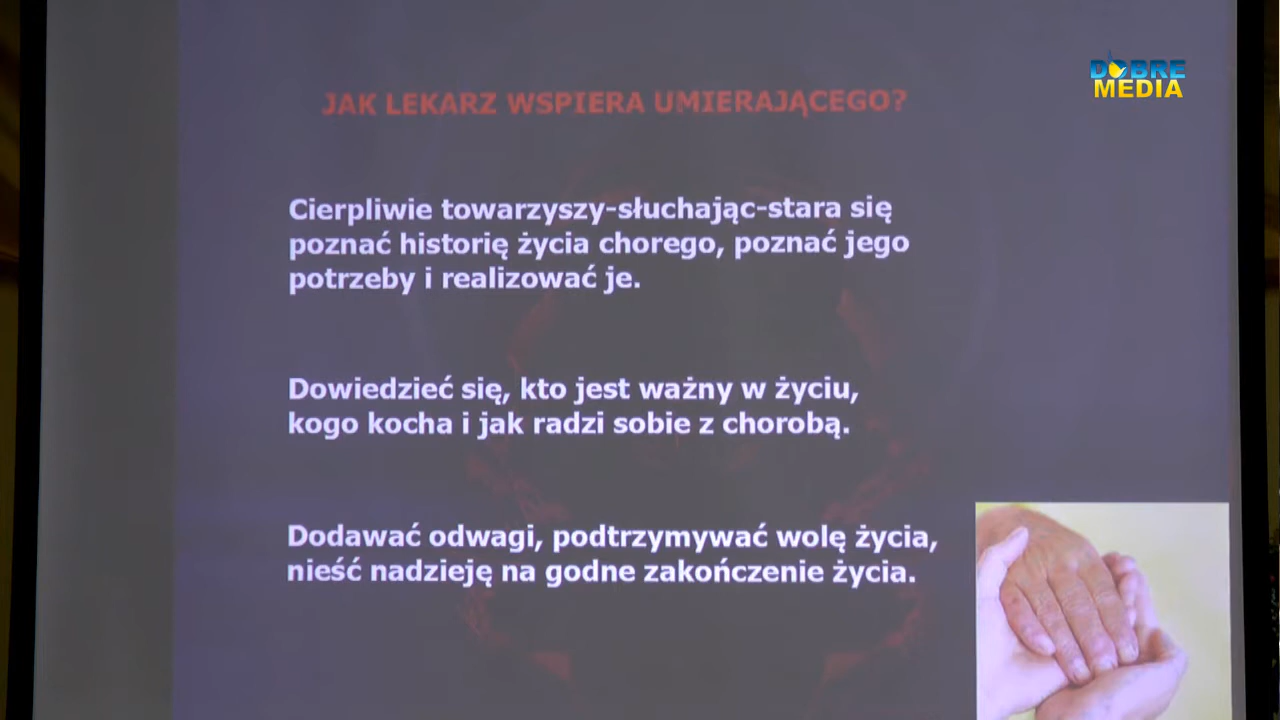 DOBRE
MEDIA
JAK LEKARZ WSPIERA UMIERAJĄCEGO?
Cierpliwie towarzyszy-słuchając-stara się
poznać historię życia chorego, poznać jego
potrzeby i realizować je.
Dowiedzieć się, kto jest ważny w życiu,
kogo kocha i jak radzi sobie z chorobą.
Dodawać odwagi, podtrzymywać wolę życia,
nieść nadzieję na godne zakończenie życia.